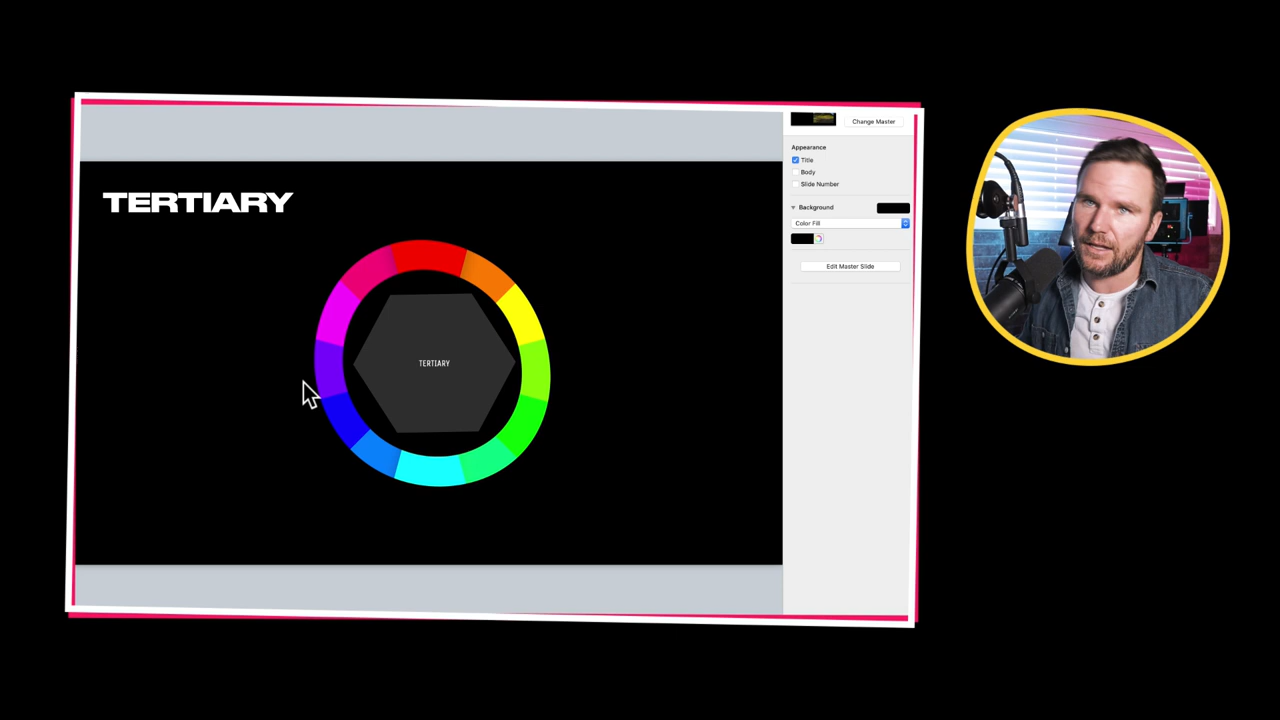 Change Master
Appearance
Title
Body
Slide Number
Background
Color Fill
Edit Master Slide
TERTIARY
TERTIARY